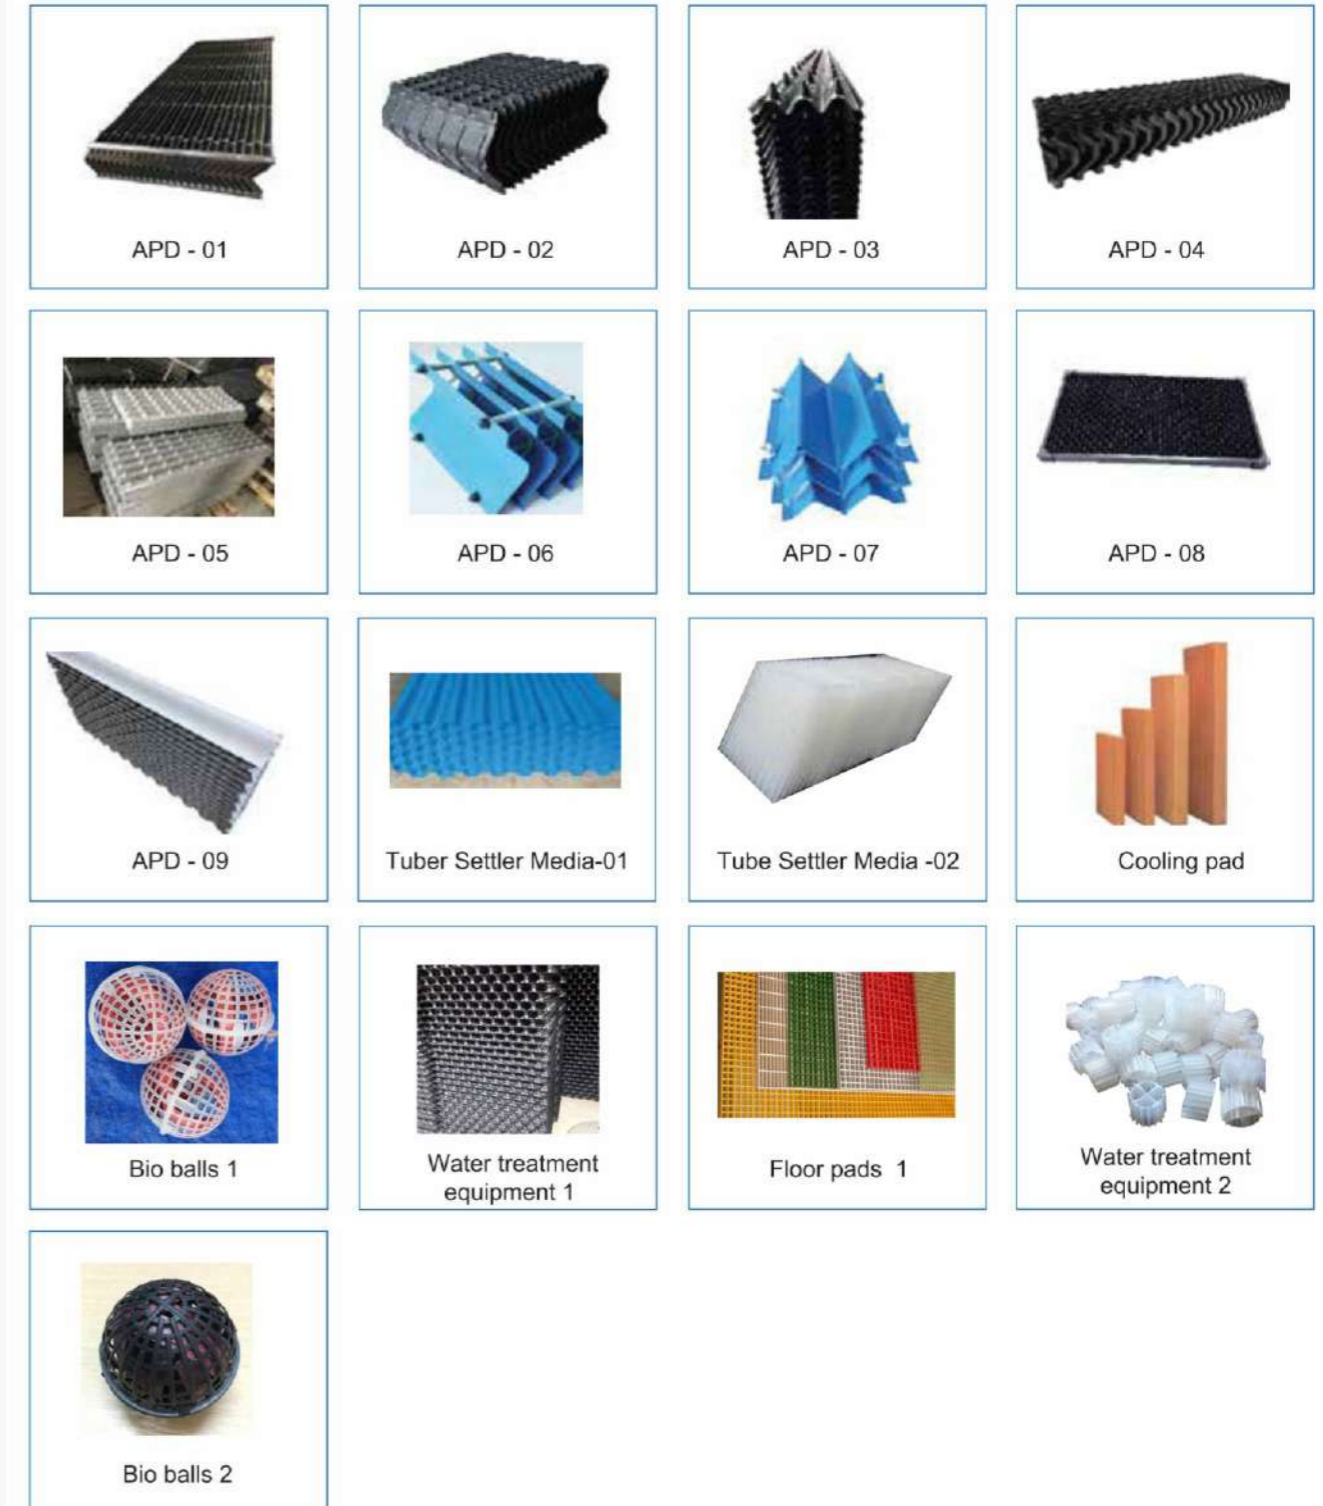 APD - 01
APD - 02
APD - 03
APD - 04
APD - 05
APD - 06
APD - 07
APD - 08
APD - 09
Tuber Settler Media-01
Tube Settler Media -02
Cooling pad
Bio balls 1
Water treatment
equipment 1
Floor pads 1
Water treatment
equipment 2
Bio balls 2